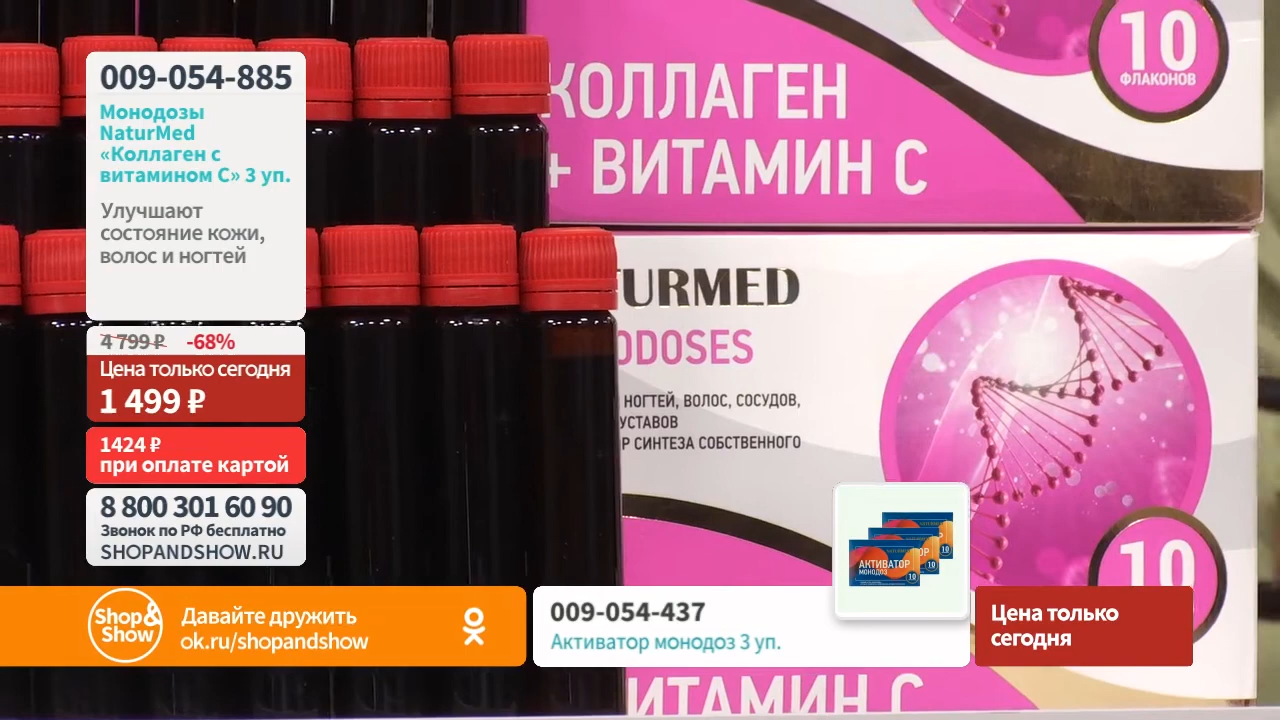 009-054-885
Монодозы
NaturMed
«Коллаген с
витамином С» 3 уп.
Улучшают
состояние кожи,
волос и ногтей
4 799 ₽ -68%
Цена только сегодня
1 499 ₽
1424 ₽
при оплате картой
8 800 301 60 90
Звонок по РФ бесплатно
SHOPANDSHOW.RU
КОЛЛАГЕН
+ ВИТАМИН С
10
ФЛАКОНОВ
TURMED
ODOSES
НОГТЕЙ, ВОЛОС, СОСУДОВ,
УСТАВОВ
Р СИНТЕЗА СОБСТВЕННОГО
10
АКТИВАТОР
МОНОДОЗ
10
10
10
Shop&
Show
Давайте дружить
ok.ru/shopandshow
009-054-437
Активатор монодоз 3 уп.
Цена только
сегодня
ИТАМИН С